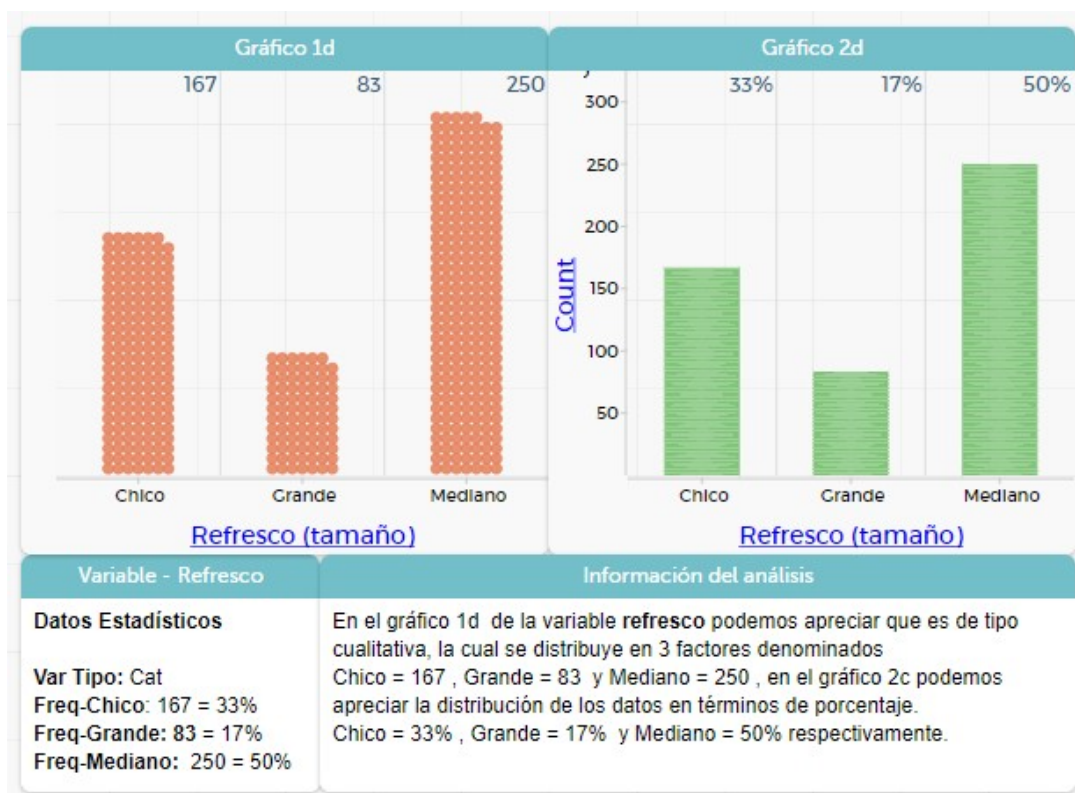 Gráfico 1d
167 83 250
Chico Grande Mediano
Refresco (tamaño)
Gráfico 2d
33% 17% 50%
300
250
200
150
100
50
Count
Chico Grande Mediano
Refresco (tamaño)
Variable - Refresco
Datos Estadísticos
Var Tipo: Cat
Freq-Chico: 167 = 33%
Freq-Grande: 83 = 17%
Freq-Mediano: 250 = 50%
Información del análisis
En el gráfico 1d de la variable refresco podemos apreciar que es de tipo
cualitativa, la cual se distribuye en 3 factores denominados
Chico = 167 , Grande = 83 y Mediano = 250 , en el gráfico 2c podemos
apreciar la distribución de los datos en términos de porcentaje.
Chico = 33% , Grande = 17% y Mediano = 50% respectivamente.